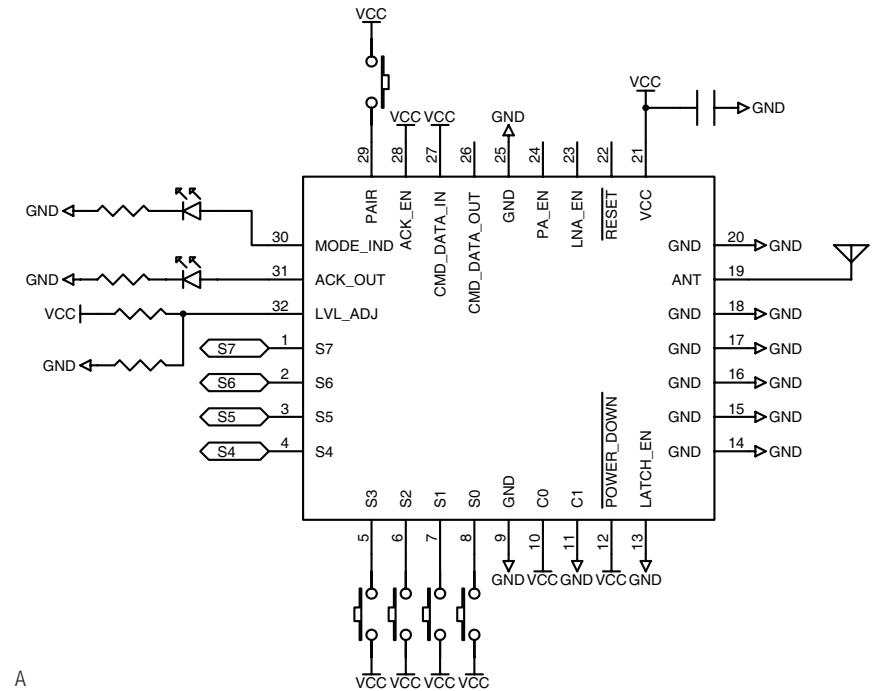 VCC
VCC
GND
VCC VCC
GND
29
28
27
26
25
24
23
22
21
PAIR
ACK_EN
CMD_DATA_IN
CMD_DATA_OUT
GND
PA_EN
LNA_EN
RESET
VCC
GND
30 MODE_IND
GND 20 GND
GND
31 ACK_OUT
ANT 19
VCC
32 LVL_ADJ
GND 18 GND
S7 1 S7
GND 17 GND
GND
S6 2 S6
GND 16 GND
S5 3 S5
GND 15 GND
S4 4 S4
GND 14 GND
S3
S2
S1
S0
GND
C0
C1
POWER_DOWN
LATCH_EN
5
6
7
8
9
10
11
12
13
GND VCC GND VCC GND
VCC VCC VCC VCC
A